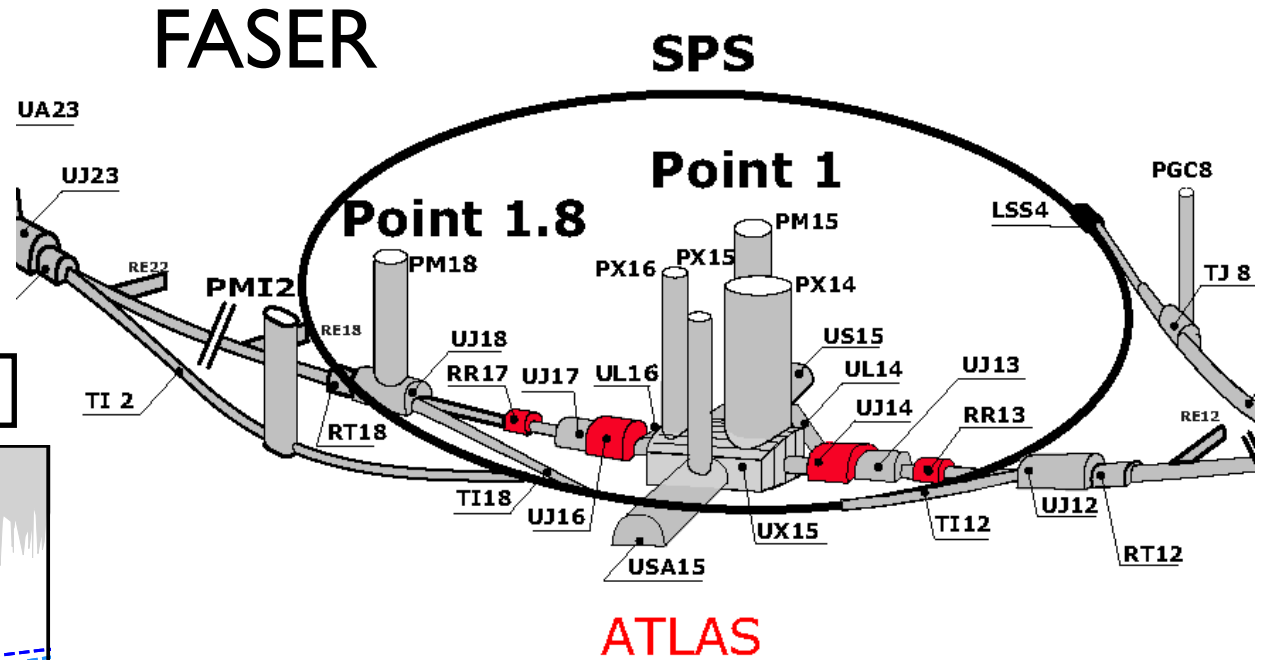 FASER
SPS
UA23
Point 1
UJ23
PGC8
Point 1.8
LSS4
PM15
PX15
PM18
PX16
RE22
TJ 8
PMI2
PX14
RE18
UJ18
US15
RR17
UJ17
UL16
UL14
UJ13
UJ14
TI 2
RR13
RE12
RT18
TI18
UJ16
UX15
TI12
UJ12
RT12
USA15
ATLAS